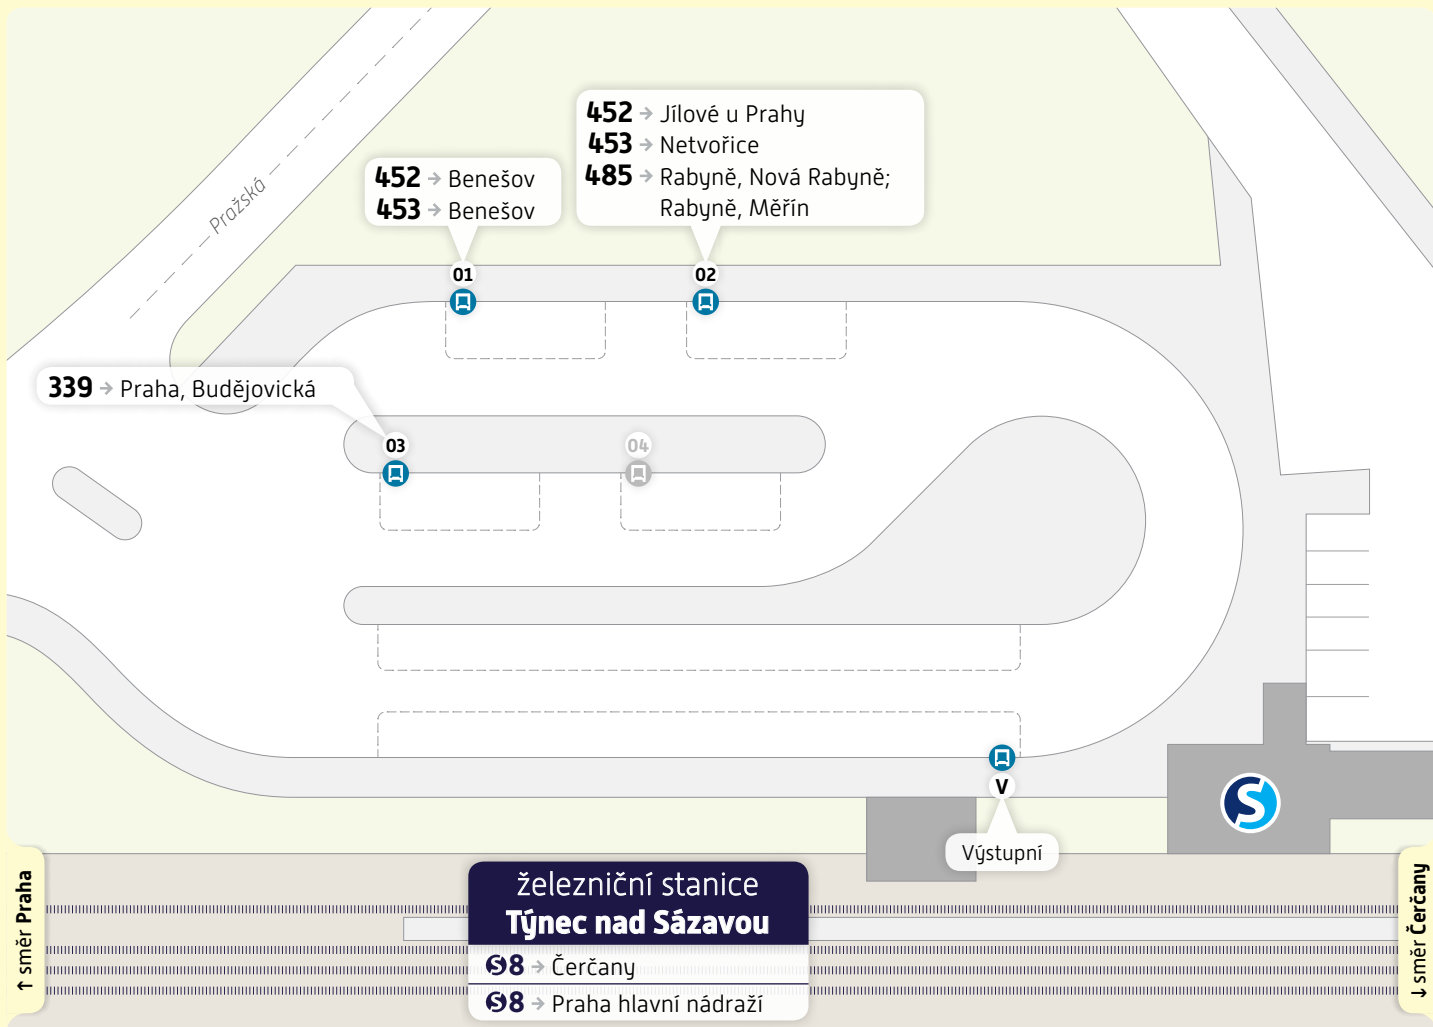 Pražská
452 → Benešov
453 → Benešov
01
452 → Jílové u Prahy
453 → Netvořice
485 → Rabyně, Nová Rabyně;
Rabyně, Měřín
02
339 → Praha, Budějovická
03
04
V
Výstupní
S
železniční stanice
Týnec nad Sázavou
S8 → Čerčany
S8 → Praha hlavní nádraží
↑ směr Praha
↓ směr Čerčany